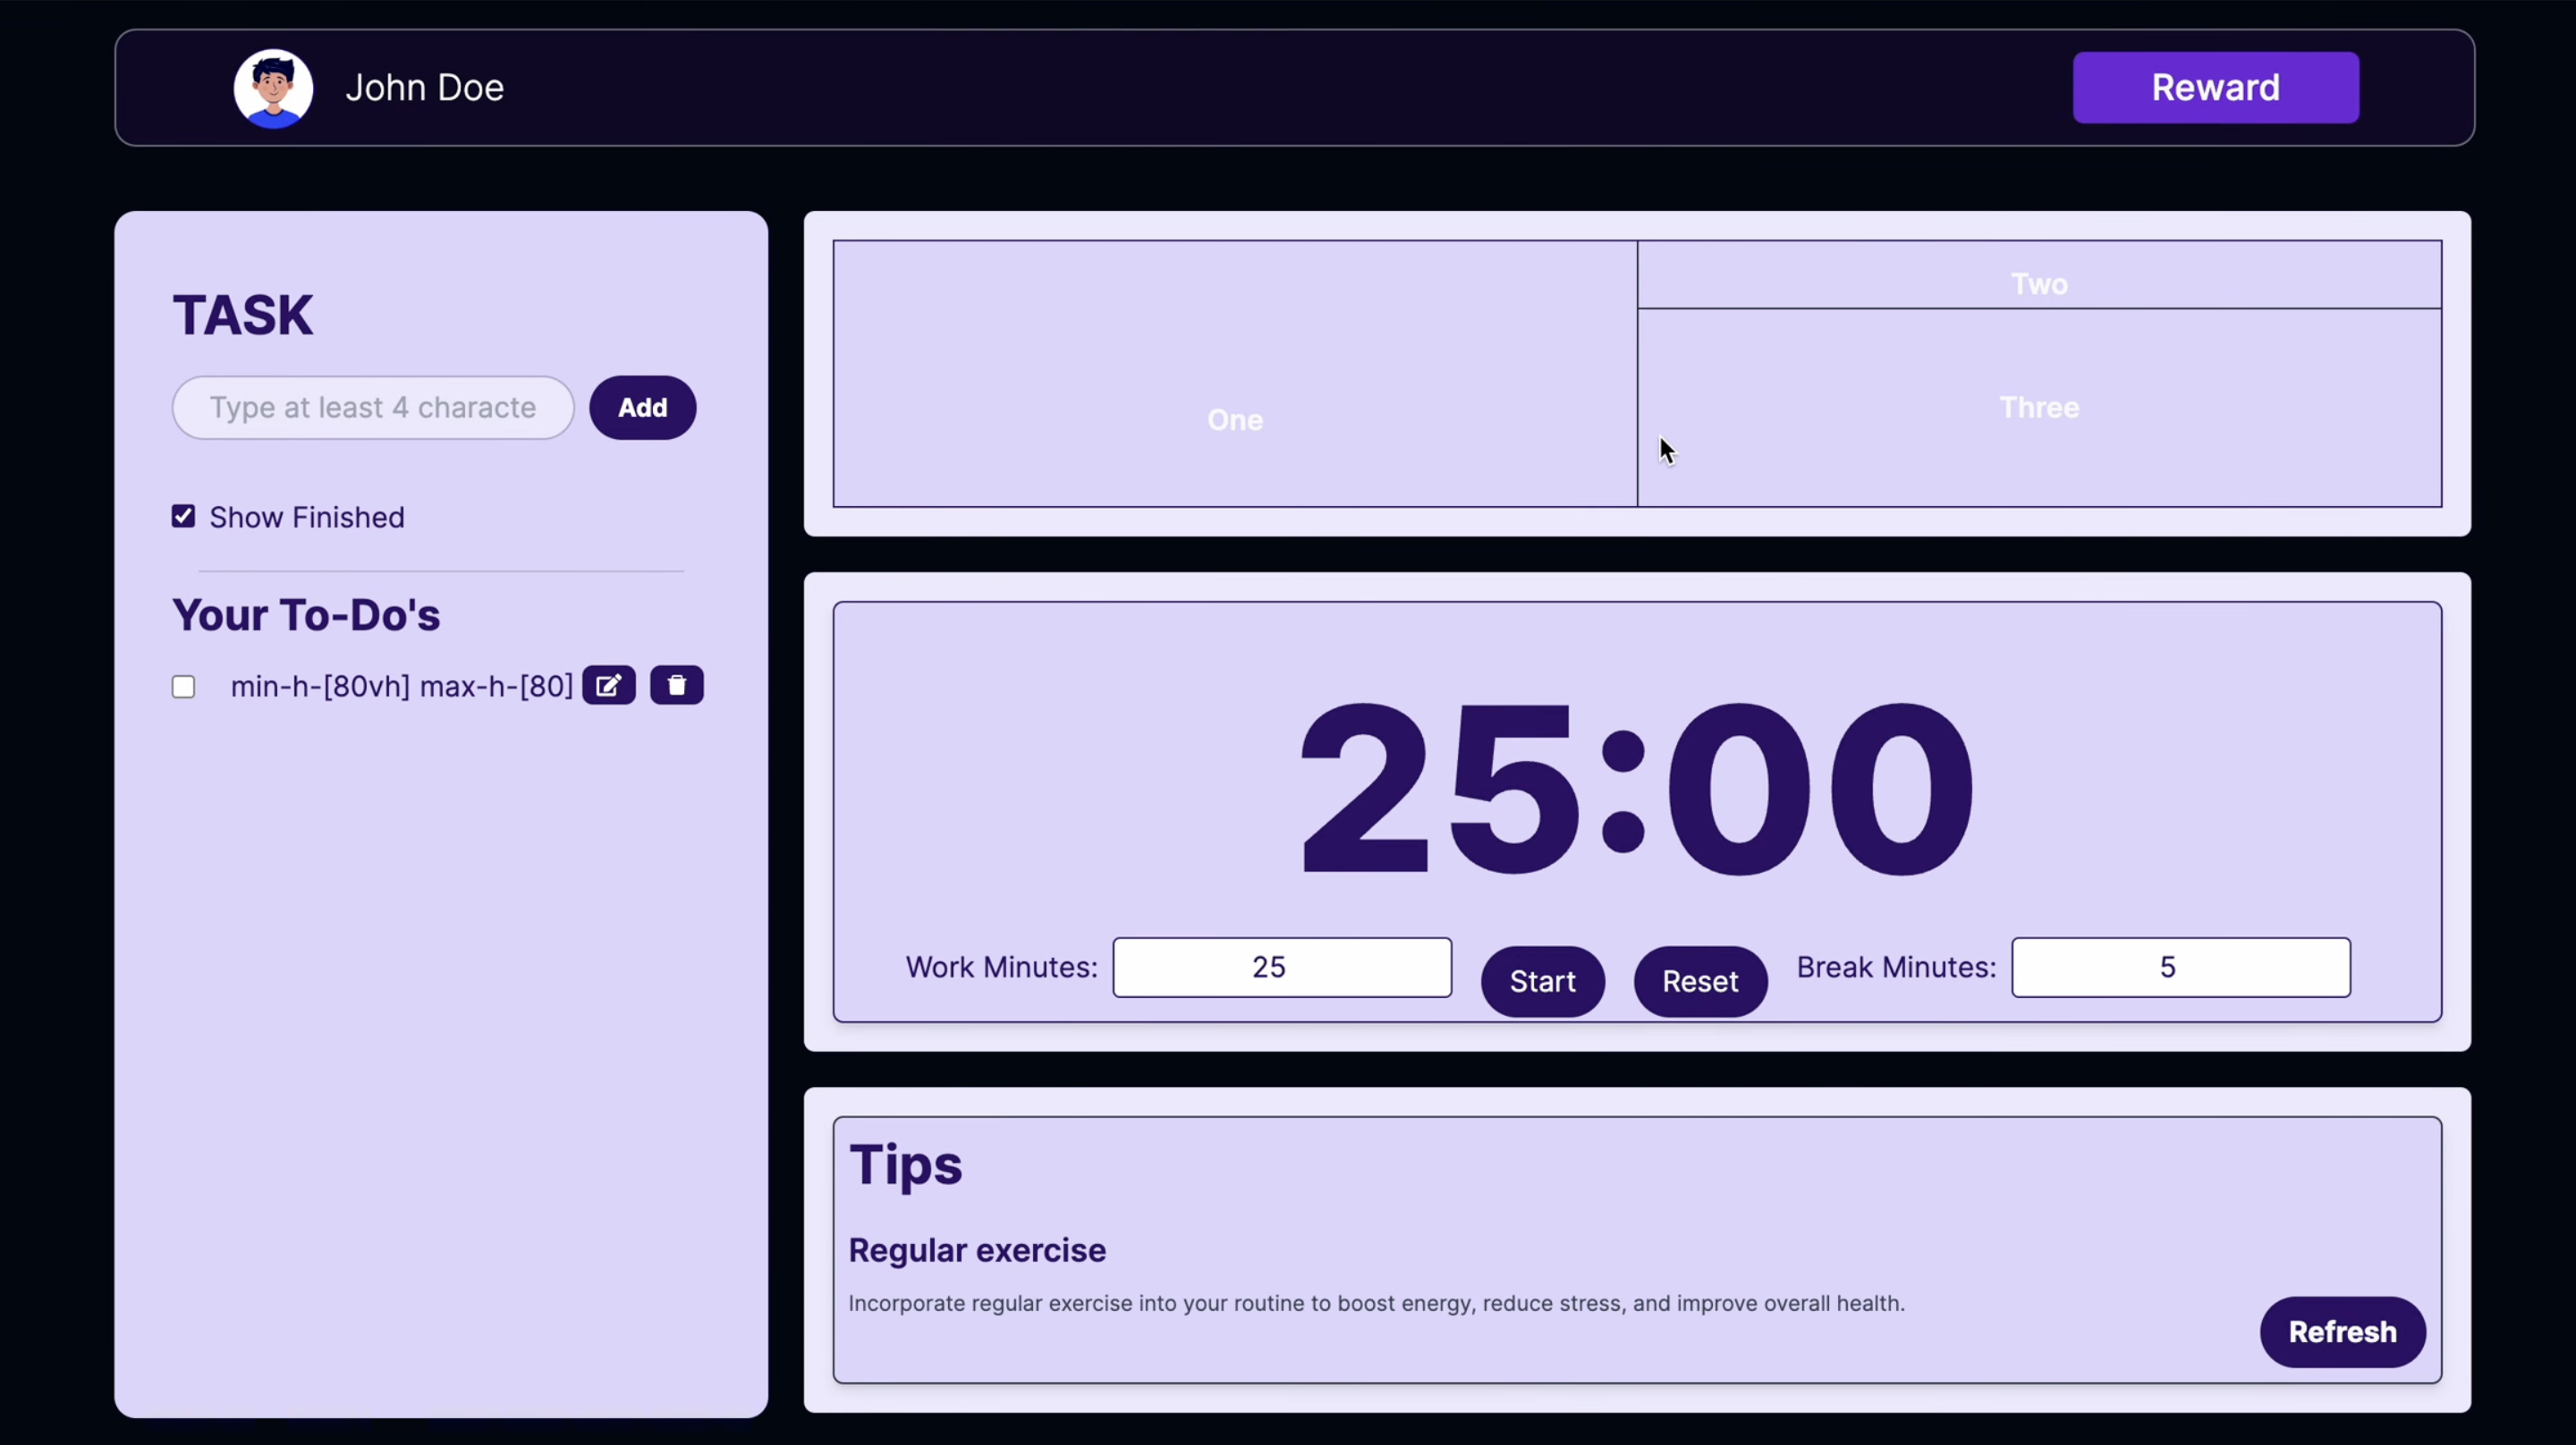 John Doe
Reward
TASK
Type at least 4 characte
Add
Show Finished
Your To-Do's
min-h-[80vh] max-h-[80]
One
Two
Three
25:00
Work Minutes: 25
Start
Reset
Break Minutes: 5
Tips
Regular exercise
Incorporate regular exercise into your routine to boost energy, reduce stress, and improve overall health.
Refresh